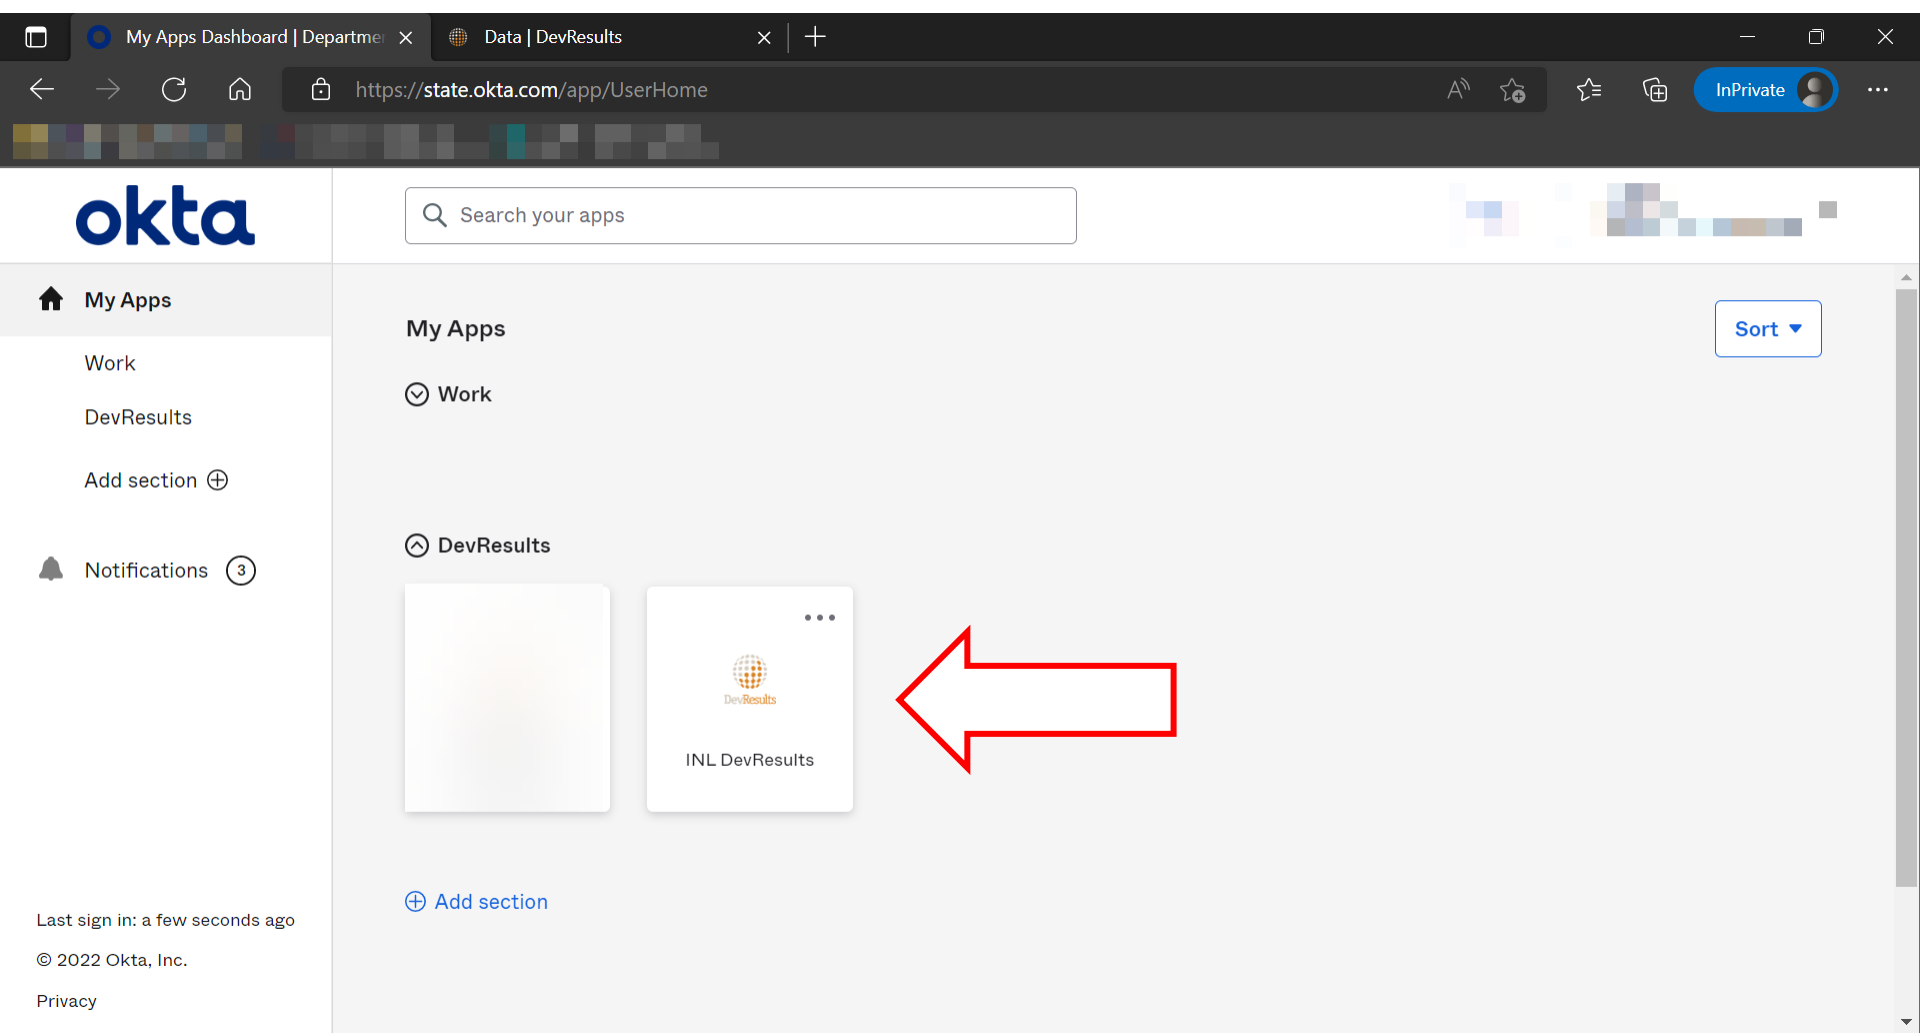 My Apps Dashboard | Departme
Data | DevResults
https://state.okta.com/app/UserHome
InPrivate
okta
Search your apps
My Apps
Work
DevResults
Add section
Notifications 3
Last sign in: a few seconds ago
© 2022 Okta, Inc.
Privacy
My Apps
Sort
Work
DevResults
DevResults
INL DevResults
Add section